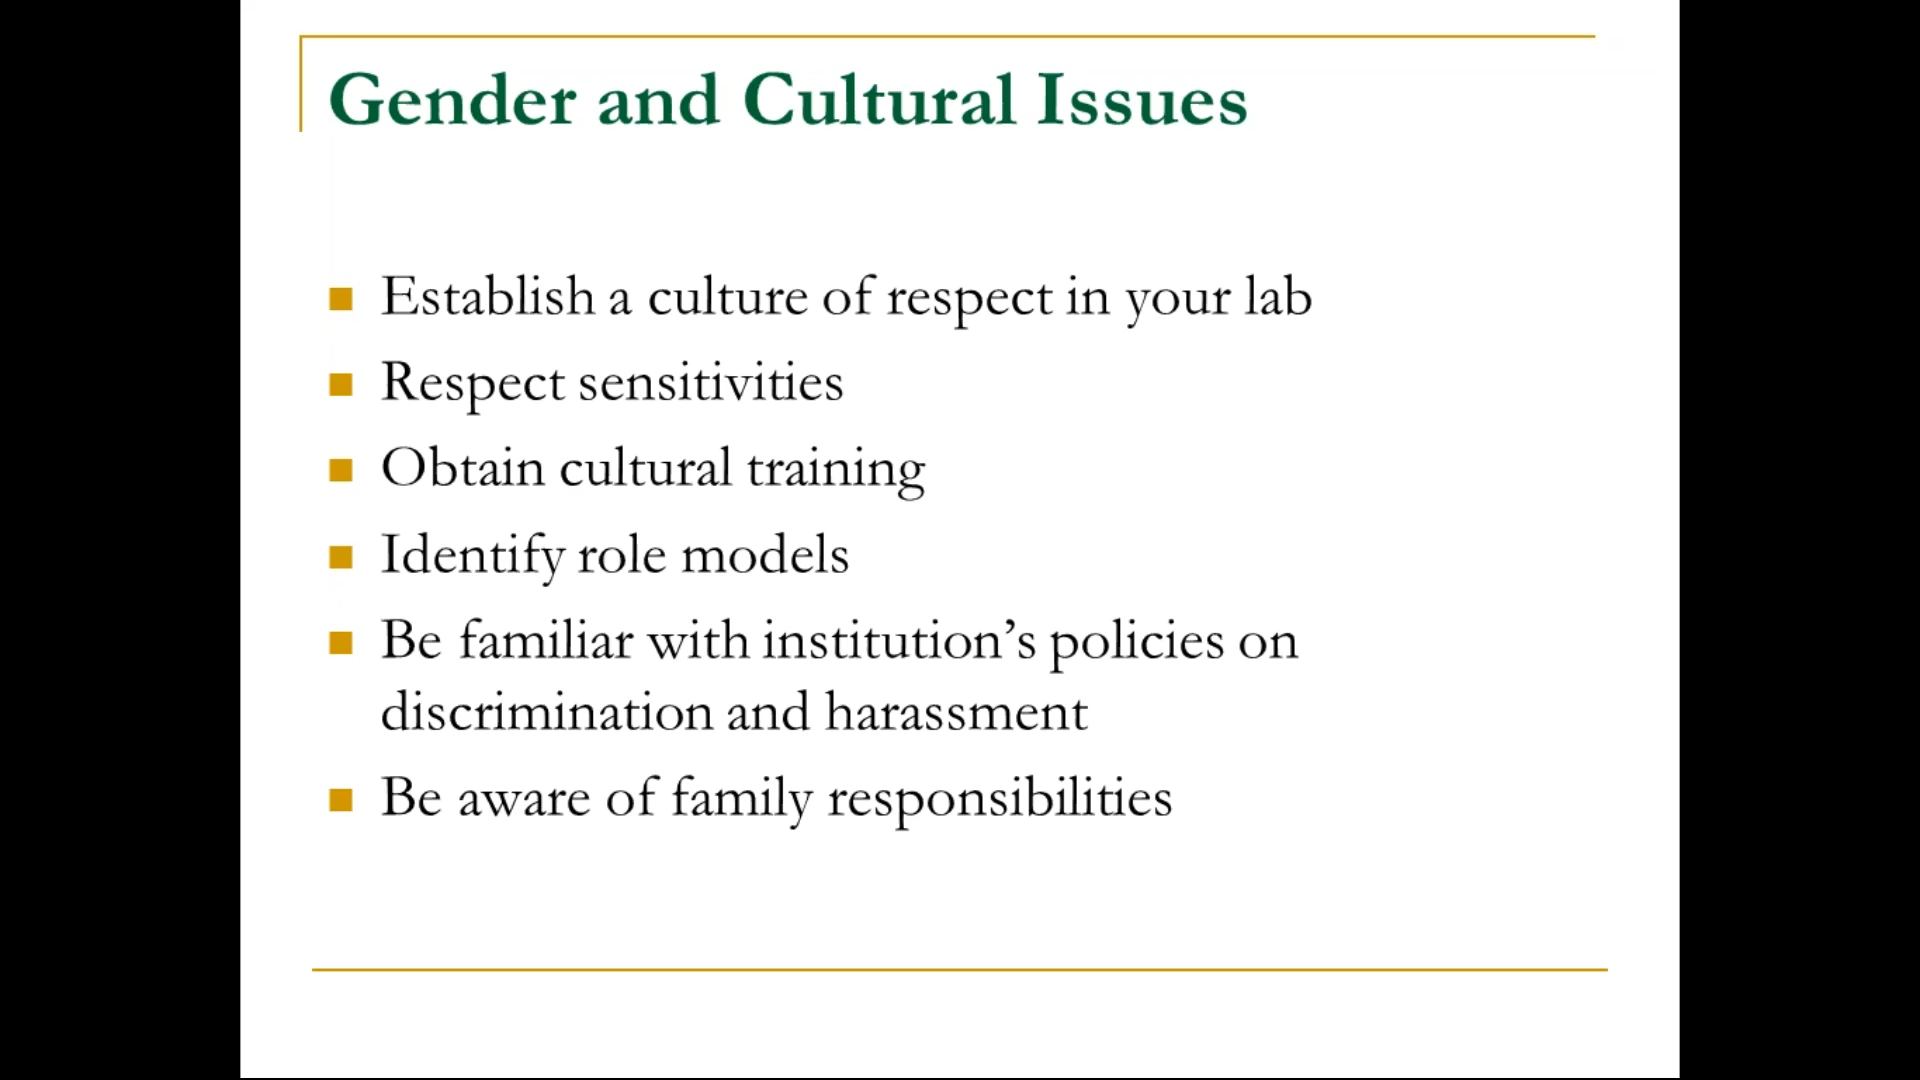 Gender and Cultural Issues
Establish a culture of respect in your lab
Respect sensitivities
Obtain cultural training
Identify role models
Be familiar with institution’s policies on
discrimination and harassment
Be aware of family responsibilities